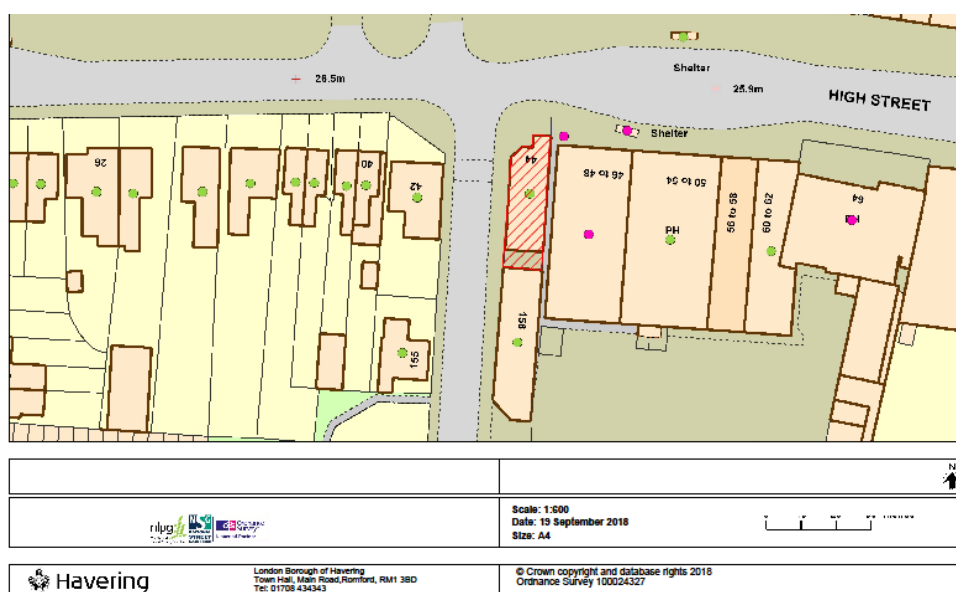 Shelter
26.5m
25.9m
HIGH STREET
Shelter
44
26
40
42
46 to 48
50 to 54
56 to 58
60 to 62
64
PH
158
155
N
nlpg
Scale: 1:600
Date: 19 September 2018
Size: A4
Havering
London Borough of Havering
Town Hall, Main Road,Romford, RM1 3BD
Tel: 01708 434343
© Crown copyright and database rights 2018
Ordnance Survey 100024327